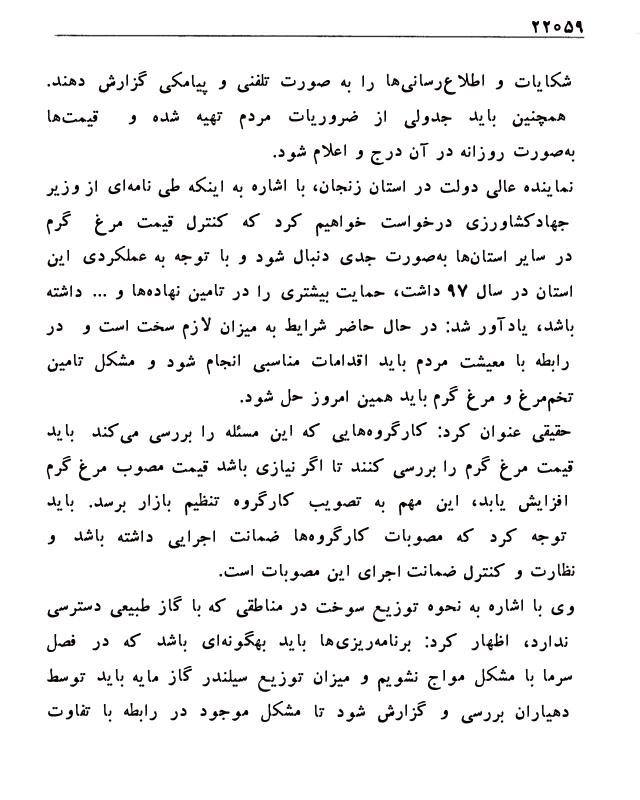 ۲۲۰۵۹
شکایات و اطلاع‌رسانی‌ها را به صورت تلفنی و پیامکی گزارش دهند.
همچنین باید جدولی از ضروریات مردم تهیه شده و قیمت‌ها
به‌صورت روزانه در آن درج و اعلام شود.
نماینده عالی دولت در استان زنجان، با اشاره به اینکه طی نامه‌ای از وزیر
جهادکشاورزی درخواست خواهیم کرد که کنترل قیمت مرغ گرم
در سایر استان‌ها به‌صورت جدی دنبال شود و با توجه به عملکردی این
استان در سال ۹۷ داشت، حمایت بیشتری را در تامین نهاده‌ها و ... داشته
باشد، یادآور شد: در حال حاضر شرایط به میزان لازم سخت است و در
رابطه با معیشت مردم باید اقدامات مناسبی انجام شود و مشکل تامین
تخم‌مرغ و مرغ گرم باید همین امروز حل شود.
حقیقی عنوان کرد: کارگروه‌هایی که این مسئله را بررسی می‌کند باید
قیمت مرغ گرم را بررسی کنند تا اگر نیازی باشد قیمت مصوب مرغ گرم
افزایش یابد، این مهم به تصویب کارگروه تنظیم بازار برسد. باید
توجه کرد که مصوبات کارگروه‌ها ضمانت اجرایی داشته باشد و
نظارت و کنترل ضمانت اجرای این مصوبات است.
وی با اشاره به نحوه توزیع سوخت در مناطقی که با گاز طبیعی دسترسی
ندارد، اظهار کرد: برنامه‌ریزی‌ها باید بهگونه‌ای باشد که در فصل
سرما با مشکل مواج نشویم و میزان توزیع سیلندر گاز مایه باید توسط
دهیاران بررسی و گزارش شود تا مشکل موجود در رابطه با تفاوت